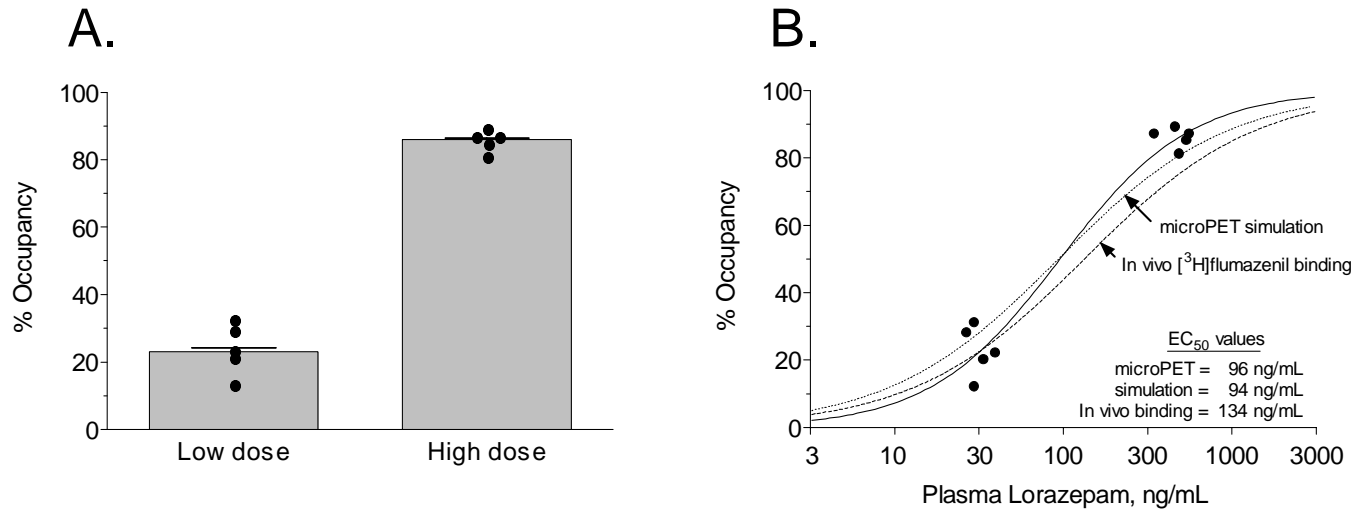 A.
% Occupancy
100
80
60
40
20
0
Low dose
High dose
B.
% Occupancy
100
80
60
40
20
0
microPET simulation
In vivo [³H]flumazenil binding
EC₅₀ values
microPET = 96 ng/mL
simulation = 94 ng/mL
In vivo binding = 134 ng/mL
3 10 30 100 300 1000 3000
Plasma Lorazepam, ng/mL